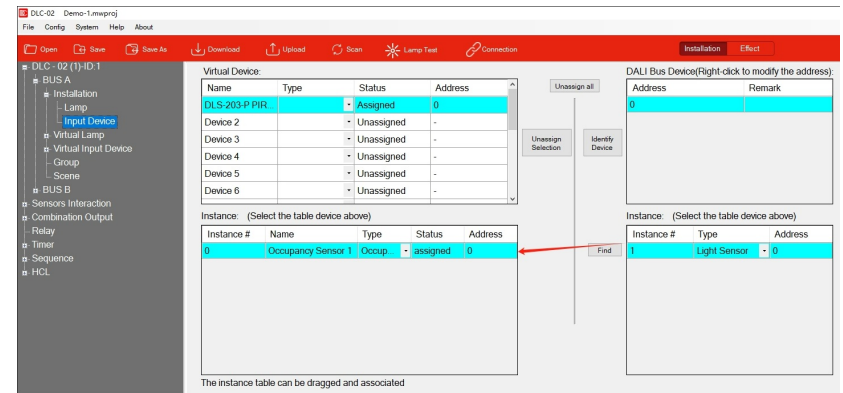 DLC-02 Demo-1.mwproj
File Config System Help About
Open Save Save As Download Upload Scan Lamp Test Connection Installation Effect
DLC - 02 (1)-ID:1
BUS A
Installation
Lamp
Input Device
Virtual Lamp
Virtual Input Device
Group
Scene
BUS B
Sensors Interaction
Combination Output
Relay
Timer
Sequence
HCL
Virtual Device:
Name Type Status Address
DLS-203-P PIR... Assigned 0
Device 2 Unassigned -
Device 3 Unassigned -
Device 4 Unassigned -
Device 5 Unassigned -
Device 6 Unassigned -
Unassign all
Unassign
Selection
Identify
Device
DALI Bus Device(Right-click to modify the address):
Address Remark
0
Instance: (Select the table device above)
Instance # Name Type Status Address
0 Occupancy Sensor 1 Occup... assigned 0
Find
Instance: (Select the table device above)
Instance # Type Address
1 Light Sensor 0
The instance table can be dragged and associated